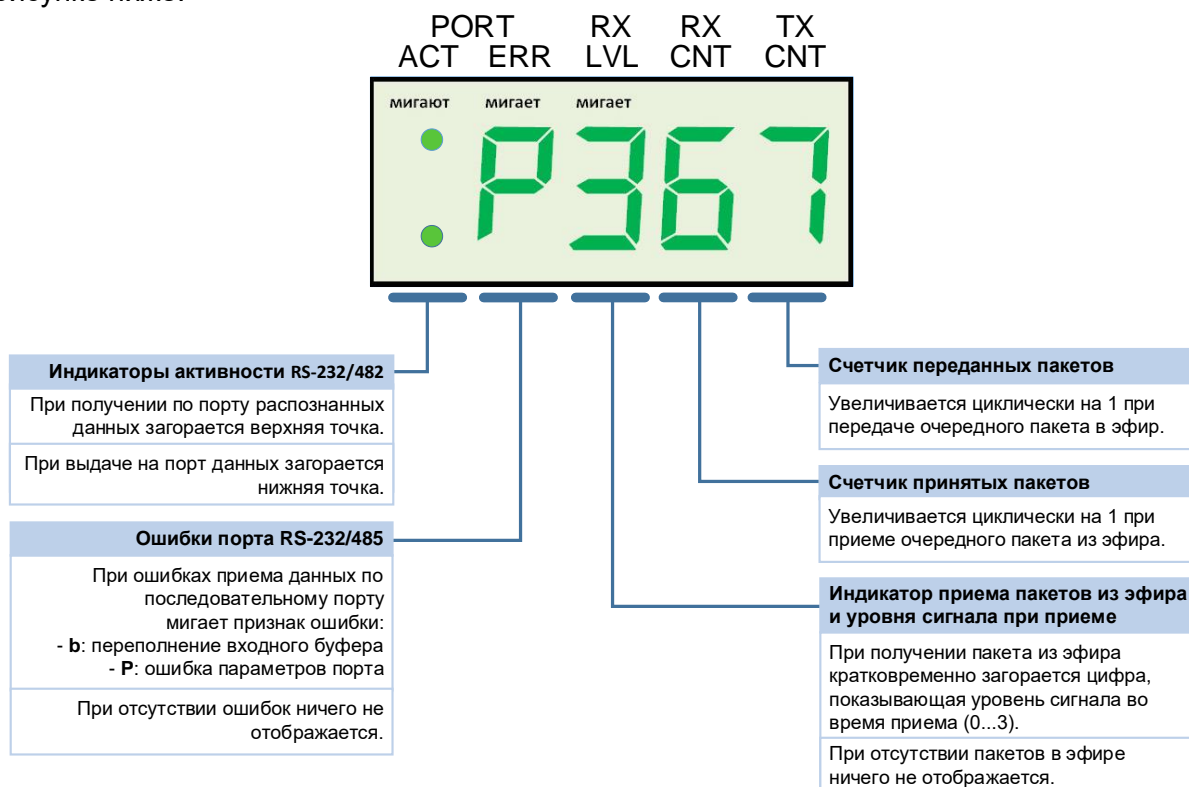 PORT RX RX TX
ACT ERR LVL CNT CNT
мигают мигает мигает
P367
Индикаторы активности RS-232/482
При получении по порту распознанных
данных загорается верхняя точка.
При выдаче на порт данных загорается
нижняя точка.
Ошибки порта RS-232/485
При ошибках приема данных по
последовательному порту
мигает признак ошибки:
- b: переполнение входного буфера
- P: ошибка параметров порта
При отсутствии ошибок ничего не
отображается.
Счетчик переданных пакетов
Увеличивается циклически на 1 при
передаче очередного пакета в эфир.
Счетчик принятых пакетов
Увеличивается циклически на 1 при
приеме очередного пакета из эфира.
Индикатор приема пакетов из эфира
и уровня сигнала при приеме
При получении пакета из эфира
кратковременно загорается цифра,
показывающая уровень сигнала во
время приема (0...3).
При отсутствии пакетов в эфире
ничего не отображается.